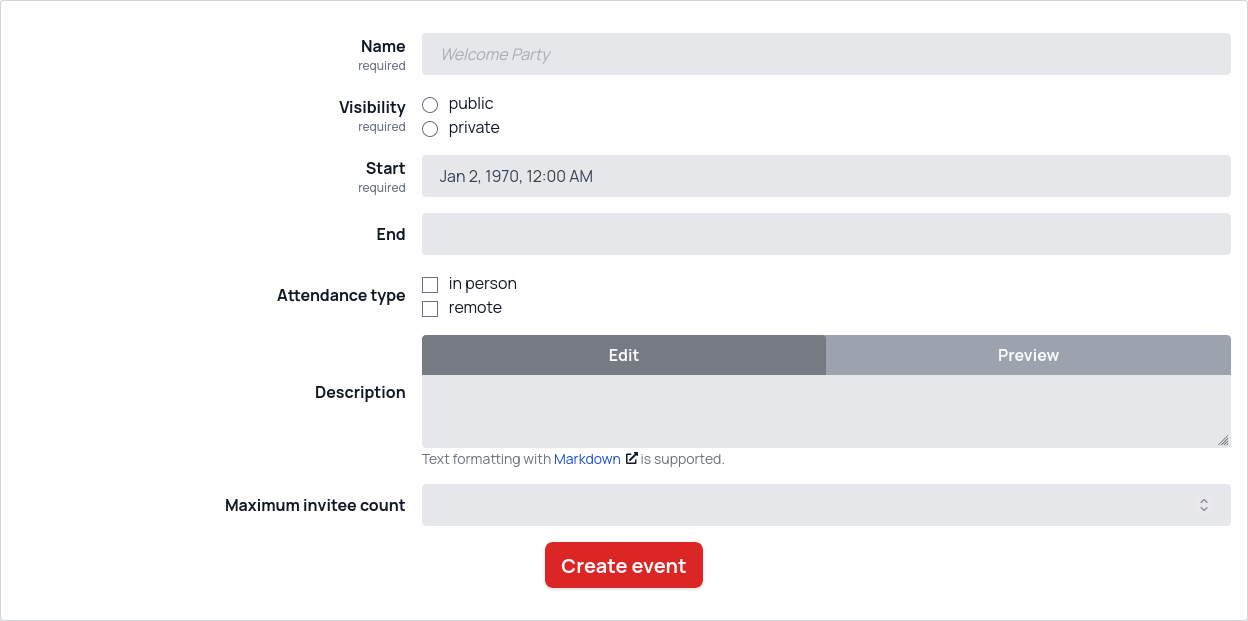 Name
required
Welcome Party
Visibility
required
public
private
Start
required
Jan 2, 1970, 12:00 AM
End
Attendance type
in person
remote
Edit
Preview
Description
Text formatting with Markdown is supported.
Maximum invitee count
Create event